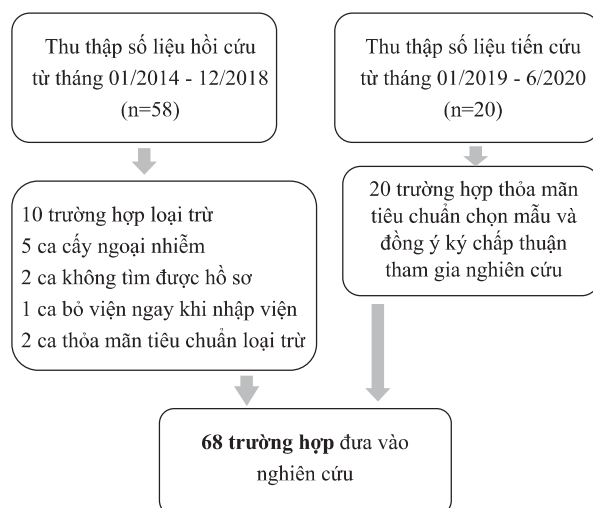 Thu thập số liệu hồi cứu
từ tháng 01/2014 - 12/2018
(n=58)
Thu thập số liệu tiến cứu
từ tháng 01/2019 - 6/2020
(n=20)
10 trường hợp loại trừ
5 ca cấy ngoại nhiễm
2 ca không tìm được hồ sơ
1 ca bỏ viện ngay khi nhập viện
2 ca thỏa mãn tiêu chuẩn loại trừ
20 trường hợp thỏa mãn
tiêu chuẩn chọn mẫu và
đồng ý ký chấp thuận
tham gia nghiên cứu
68 trường hợp đưa vào
nghiên cứu